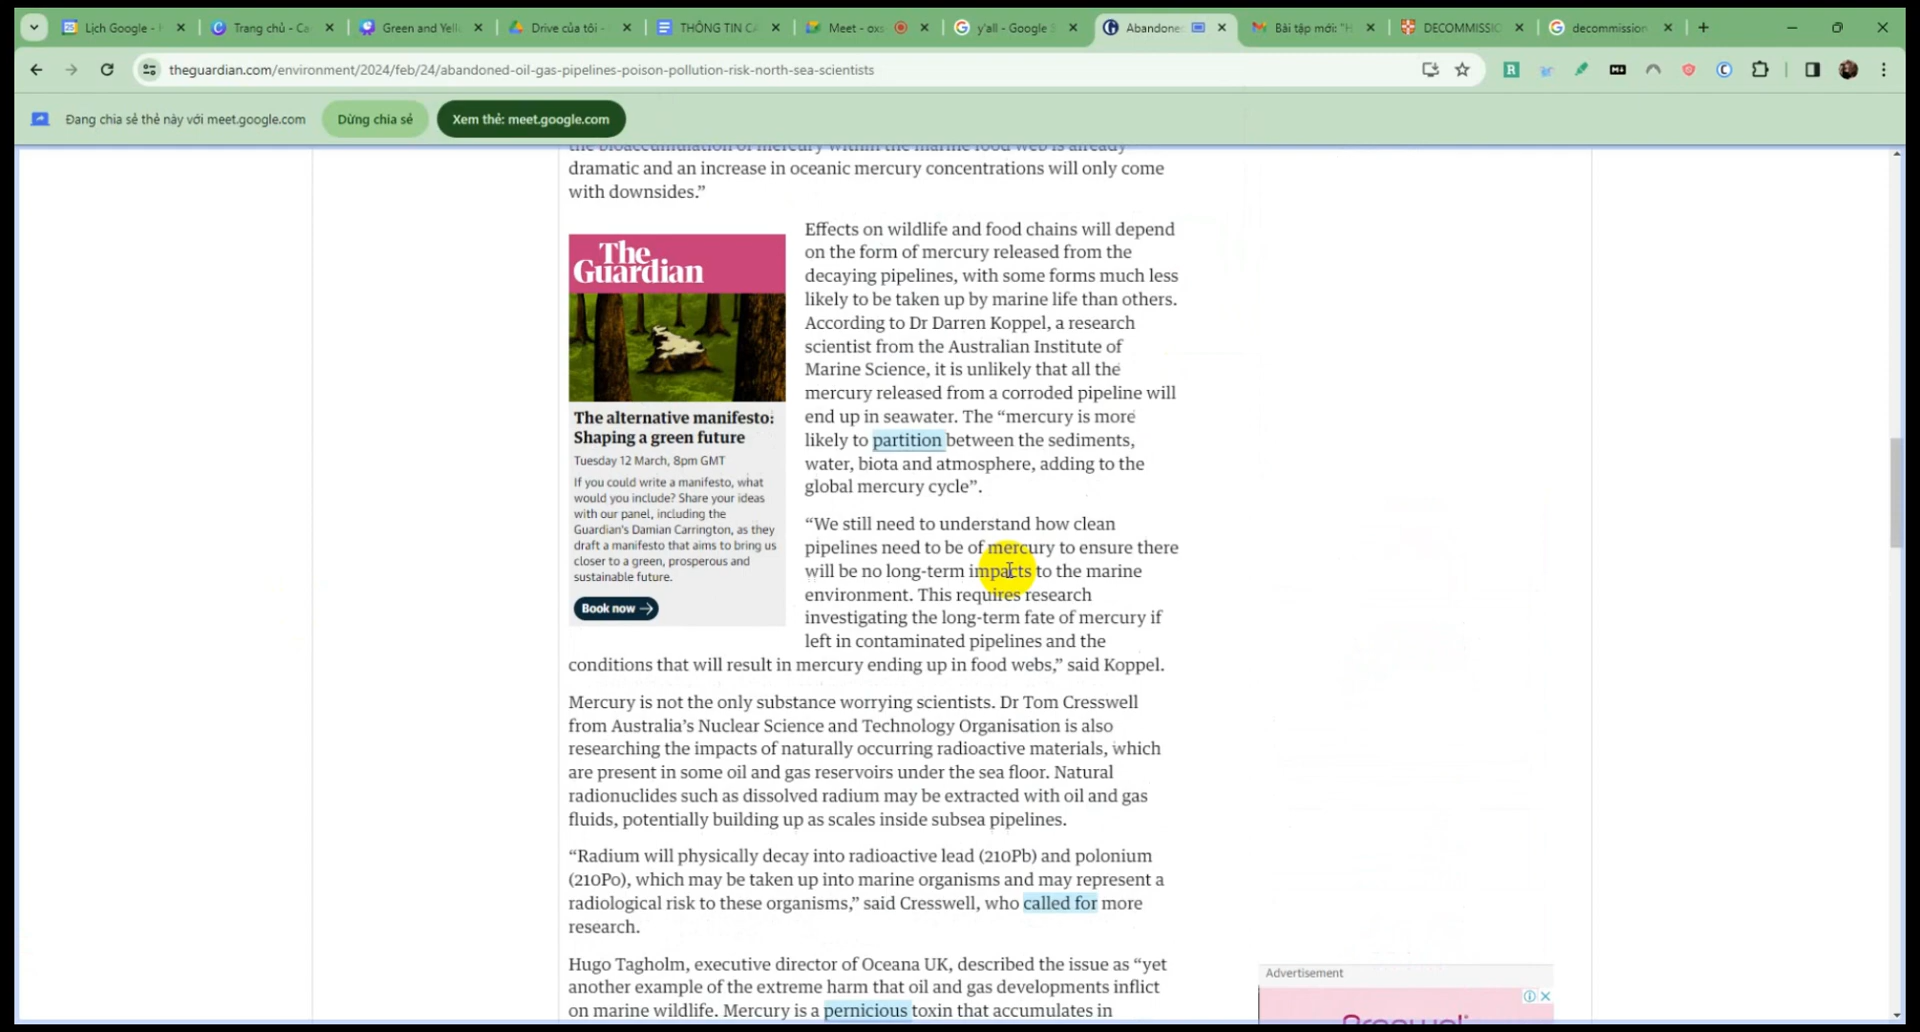 Lịch Google -
Trang chủ - Ca
Green and Yell
Drive của tôi -
THÔNG TIN CÁ
Meet - oxs
y'all - Google S
Abandone
Bài tập mới: "H
DECOMMISSIO
decommission
theguardian.com/environment/2024/feb/24/abandoned-oil-gas-pipelines-poison-pollution-risk-north-sea-scientists
Đang chia sẻ thẻ này với meet.google.com
Dừng chia sẻ
Xem thẻ: meet.google.com
the bioaccumulation of mercury within the marine food web is already
dramatic and an increase in oceanic mercury concentrations will only come
with downsides.”
The
Guardian
The alternative manifesto:
Shaping a green future
Tuesday 12 March, 8pm GMT
If you could write a manifesto, what
would you include? Share your ideas
with our panel, including the
Guardian's Damian Carrington, as they
draft a manifesto that aims to bring us
closer to a green, prosperous and
sustainable future.
Book now →
Effects on wildlife and food chains will depend
on the form of mercury released from the
decaying pipelines, with some forms much less
likely to be taken up by marine life than others.
According to Dr Darren Koppel, a research
scientist from the Australian Institute of
Marine Science, it is unlikely that all the
mercury released from a corroded pipeline will
end up in seawater. The “mercury is more
likely to partition between the sediments,
water, biota and atmosphere, adding to the
global mercury cycle”.
“We still need to understand how clean
pipelines need to be of mercury to ensure there
will be no long-term impacts to the marine
environment. This requires research
investigating the long-term fate of mercury if
left in contaminated pipelines and the
conditions that will result in mercury ending up in food webs,” said Koppel.
Mercury is not the only substance worrying scientists. Dr Tom Cresswell
from Australia’s Nuclear Science and Technology Organisation is also
researching the impacts of naturally occurring radioactive materials, which
are present in some oil and gas reservoirs under the sea floor. Natural
radionuclides such as dissolved radium may be extracted with oil and gas
fluids, potentially building up as scales inside subsea pipelines.
“Radium will physically decay into radioactive lead (210Pb) and polonium
(210Po), which may be taken up into marine organisms and may represent a
radiological risk to these organisms,” said Cresswell, who called for more
research.
Hugo Tagholm, executive director of Oceana UK, described the issue as “yet
another example of the extreme harm that oil and gas developments inflict
on marine wildlife. Mercury is a pernicious toxin that accumulates in
Advertisement